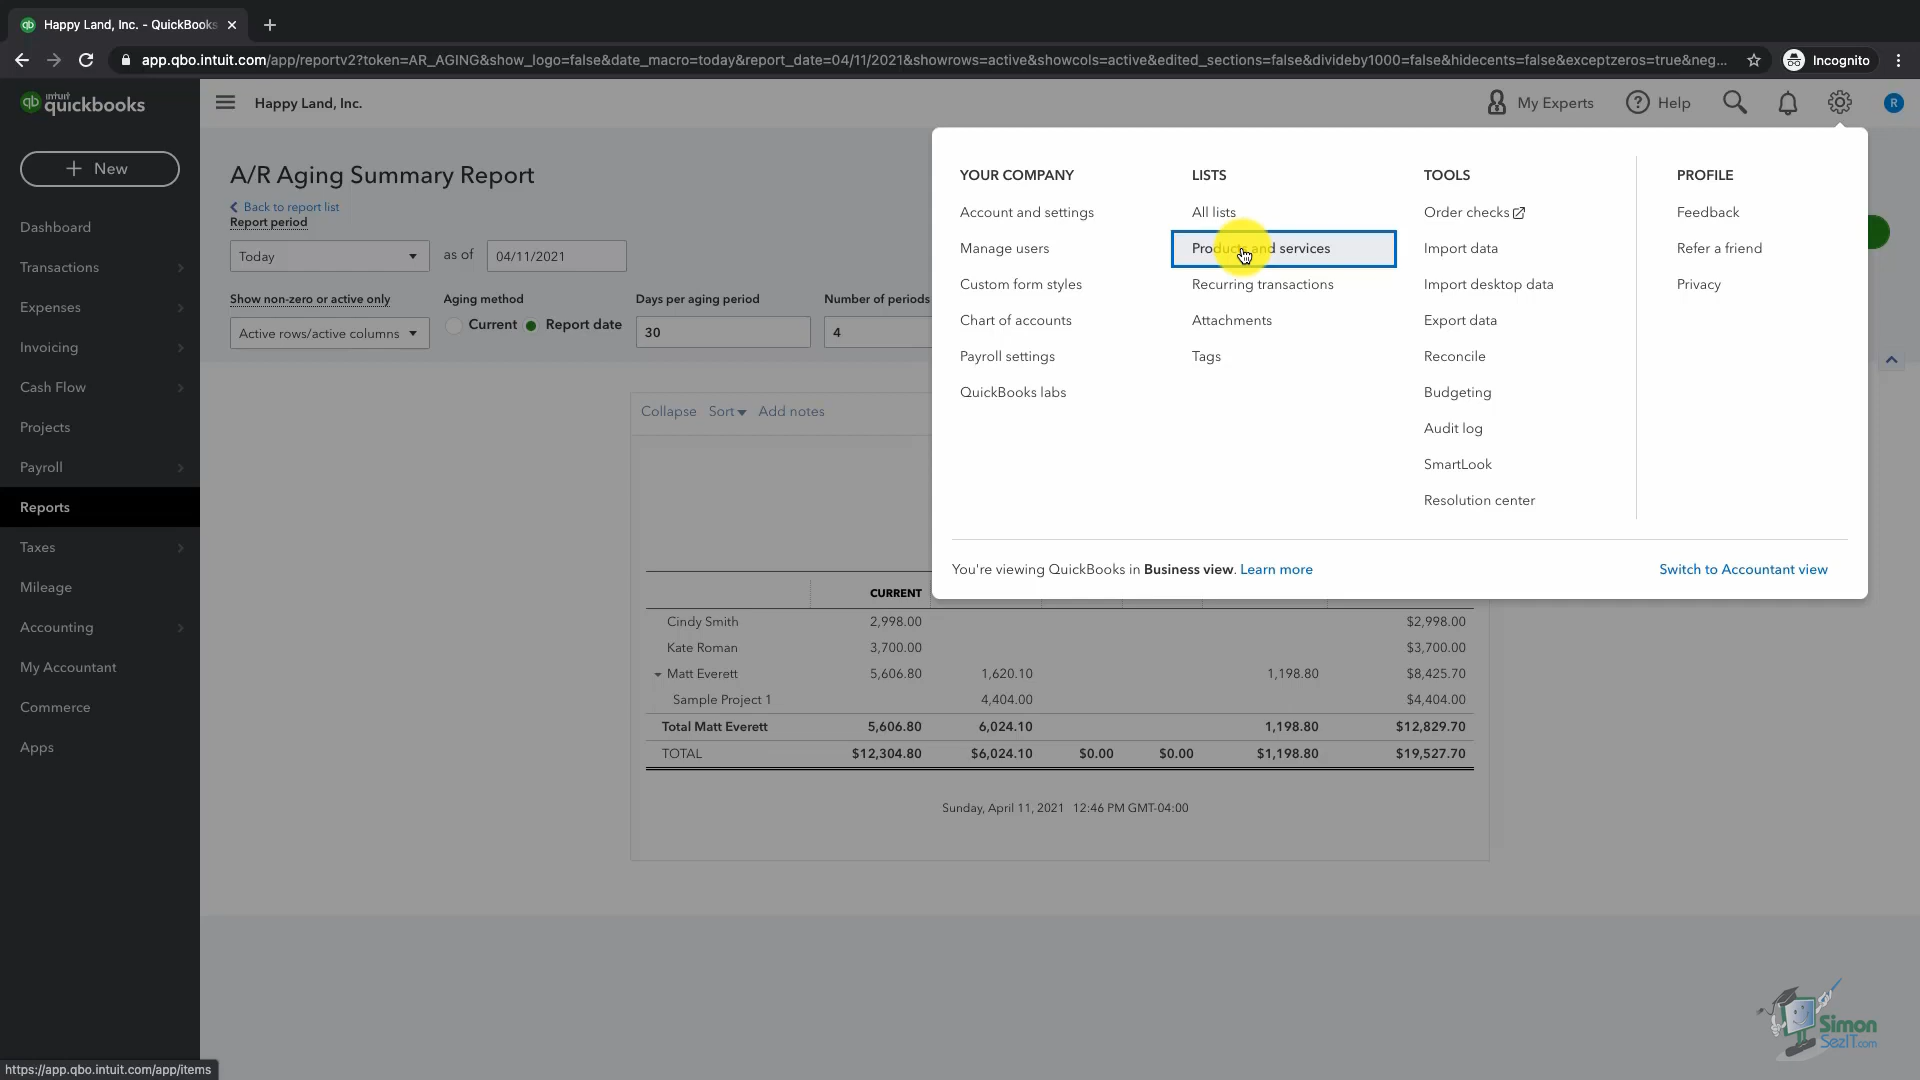 Happy Land, Inc. - QuickBooks
app.qbo.intuit.com/app/reportv2?token=AR_AGING&show_logo=false&date_macro=today&report_date=04/11/2021&showrows=active&showcols=active&edited_sections=false&divideby1000=false&hidecents=false&exceptzeros=true&neg...
Incognito
intuit quickbooks
Happy Land, Inc.
My Experts
Help
R
New
Dashboard
Transactions
Expenses
Invoicing
Cash Flow
Projects
Payroll
Reports
Taxes
Mileage
Accounting
My Accountant
Commerce
Apps
A/R Aging Summary Report
Back to report list
Report period
Today as of 04/11/2021
Show non-zero or active only Aging method Days per aging period Number of periods
Active rows/active columns Current Report date 30 4
YOUR COMPANY
Account and settings
Manage users
Custom form styles
Chart of accounts
Payroll settings
QuickBooks labs
LISTS
All lists
Products and services
Recurring transactions
Attachments
Tags
TOOLS
Order checks
Import data
Import desktop data
Export data
Reconcile
Budgeting
Audit log
SmartLook
Resolution center
PROFILE
Feedback
Refer a friend
Privacy
You're viewing QuickBooks in Business view. Learn more
Switch to Accountant view
Collapse Sort Add notes
CURRENT
Cindy Smith 2,998.00 $2,998.00
Kate Roman 3,700.00 $3,700.00
Matt Everett 5,606.80 1,620.10 1,198.80 $8,425.70
Sample Project 1 4,404.00 $4,404.00
Total Matt Everett 5,606.80 6,024.10 1,198.80 $12,829.70
TOTAL $12,304.80 $6,024.10 $0.00 $0.00 $1,198.80 $19,527.70
Sunday, April 11, 2021 12:46 PM GMT-04:00
Simon
SezIT.com
https://app.qbo.intuit.com/app/items